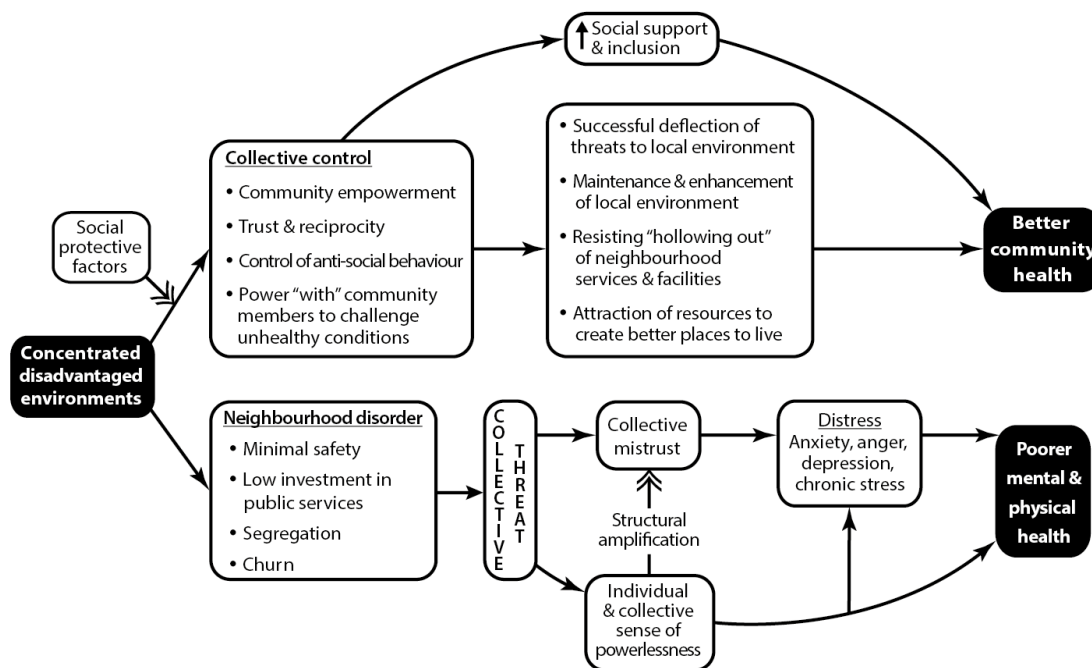 Social support
& inclusion
Collective control
• Community empowerment
• Trust & reciprocity
• Control of anti-social behaviour
• Power “with” community
members to challenge
unhealthy conditions
• Successful deflection of
threats to local environment
• Maintenance & enhancement
of local environment
• Resisting “hollowing out”
of neighbourhood
services & facilities
• Attraction of resources to
create better places to live
Better
community
health
Social
protective
factors
Concentrated
disadvantaged
environments
Neighbourhood disorder
• Minimal safety
• Low investment in
public services
• Segregation
• Churn
COLLECTIVE
THREAT
Collective
mistrust
Structural
amplification
Individual
& collective
sense of
powerlessness
Distress
Anxiety, anger,
depression,
chronic stress
Poorer
mental &
physical
health